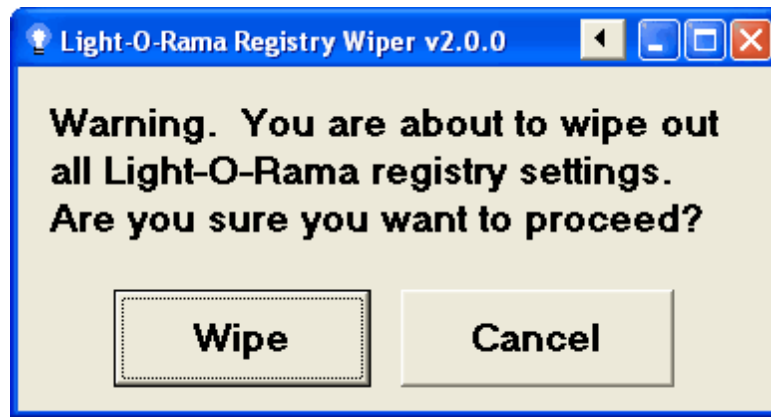 Light-O-Rama Registry Wiper v2.0.0
Warning.  You are about to wipe out
all Light-O-Rama registry settings.
Are you sure you want to proceed?
Wipe
Cancel